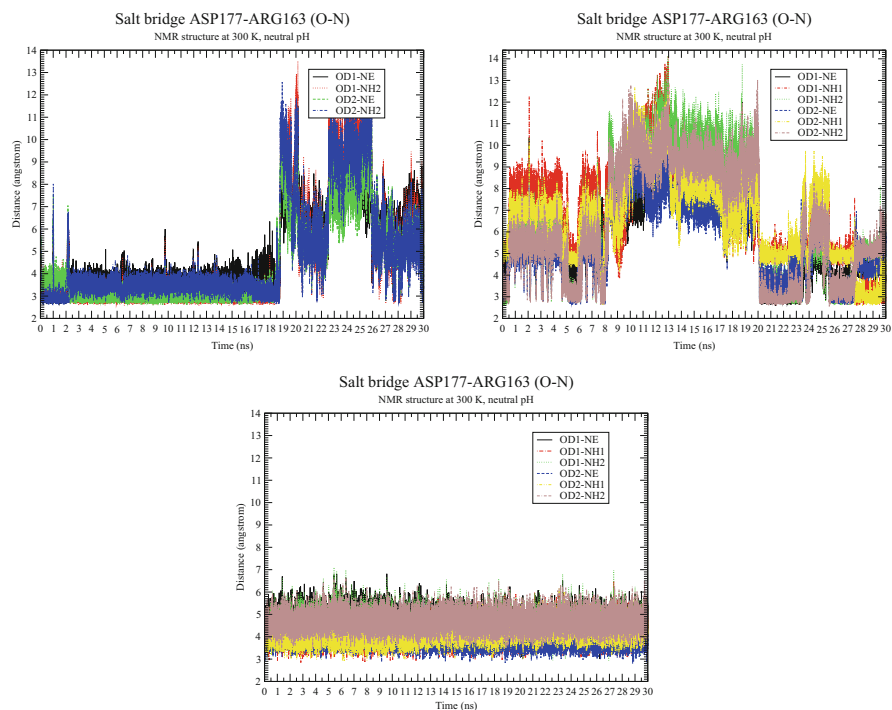 Salt bridge ASP177-ARG163 (O-N)
NMR structure at 300 K, neutral pH
14
13
12
11
10
9
8
7
6
5
4
3
2
Distance (angstrom)
OD1-NE
OD1-NH2
OD2-NE
OD2-NH2
0 1 2 3 4 5 6 7 8 9 10 11 12 13 14 15 16 17 18 19 20 21 22 23 24 25 26 27 28 29 30
Time (ns)
Salt bridge ASP177-ARG163 (O-N)
NMR structure at 300 K, neutral pH
14
13
12
11
10
9
8
7
6
5
4
3
2
Distance (angstrom)
OD1-NE
OD1-NH1
OD1-NH2
OD2-NE
OD2-NH1
OD2-NH2
0 1 2 3 4 5 6 7 8 9 10 11 12 13 14 15 16 17 18 19 20 21 22 23 24 25 26 27 28 29 30
Time (ns)
Salt bridge ASP177-ARG163 (O-N)
NMR structure at 300 K, neutral pH
14
13
12
11
10
9
8
7
6
5
4
3
2
Distance (angstrom)
OD1-NE
OD1-NH1
OD1-NH2
OD2-NE
OD2-NH1
OD2-NH2
0 1 2 3 4 5 6 7 8 9 10 11 12 13 14 15 16 17 18 19 20 21 22 23 24 25 26 27 28 29 30
Time (ns)